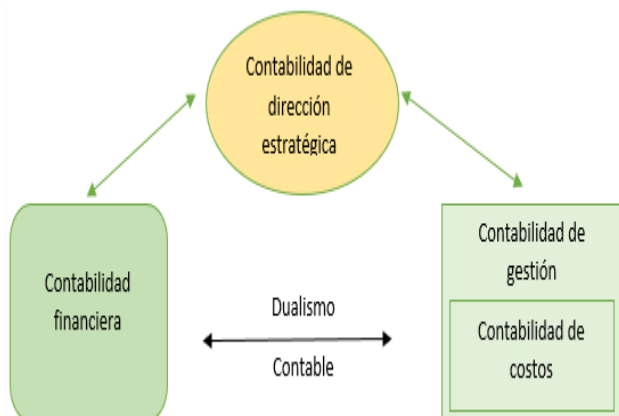 Contabilidad de
dirección
estratégica
Contabilidad
financiera
Dualismo
Contable
Contabilidad de
gestión
Contabilidad de
costos